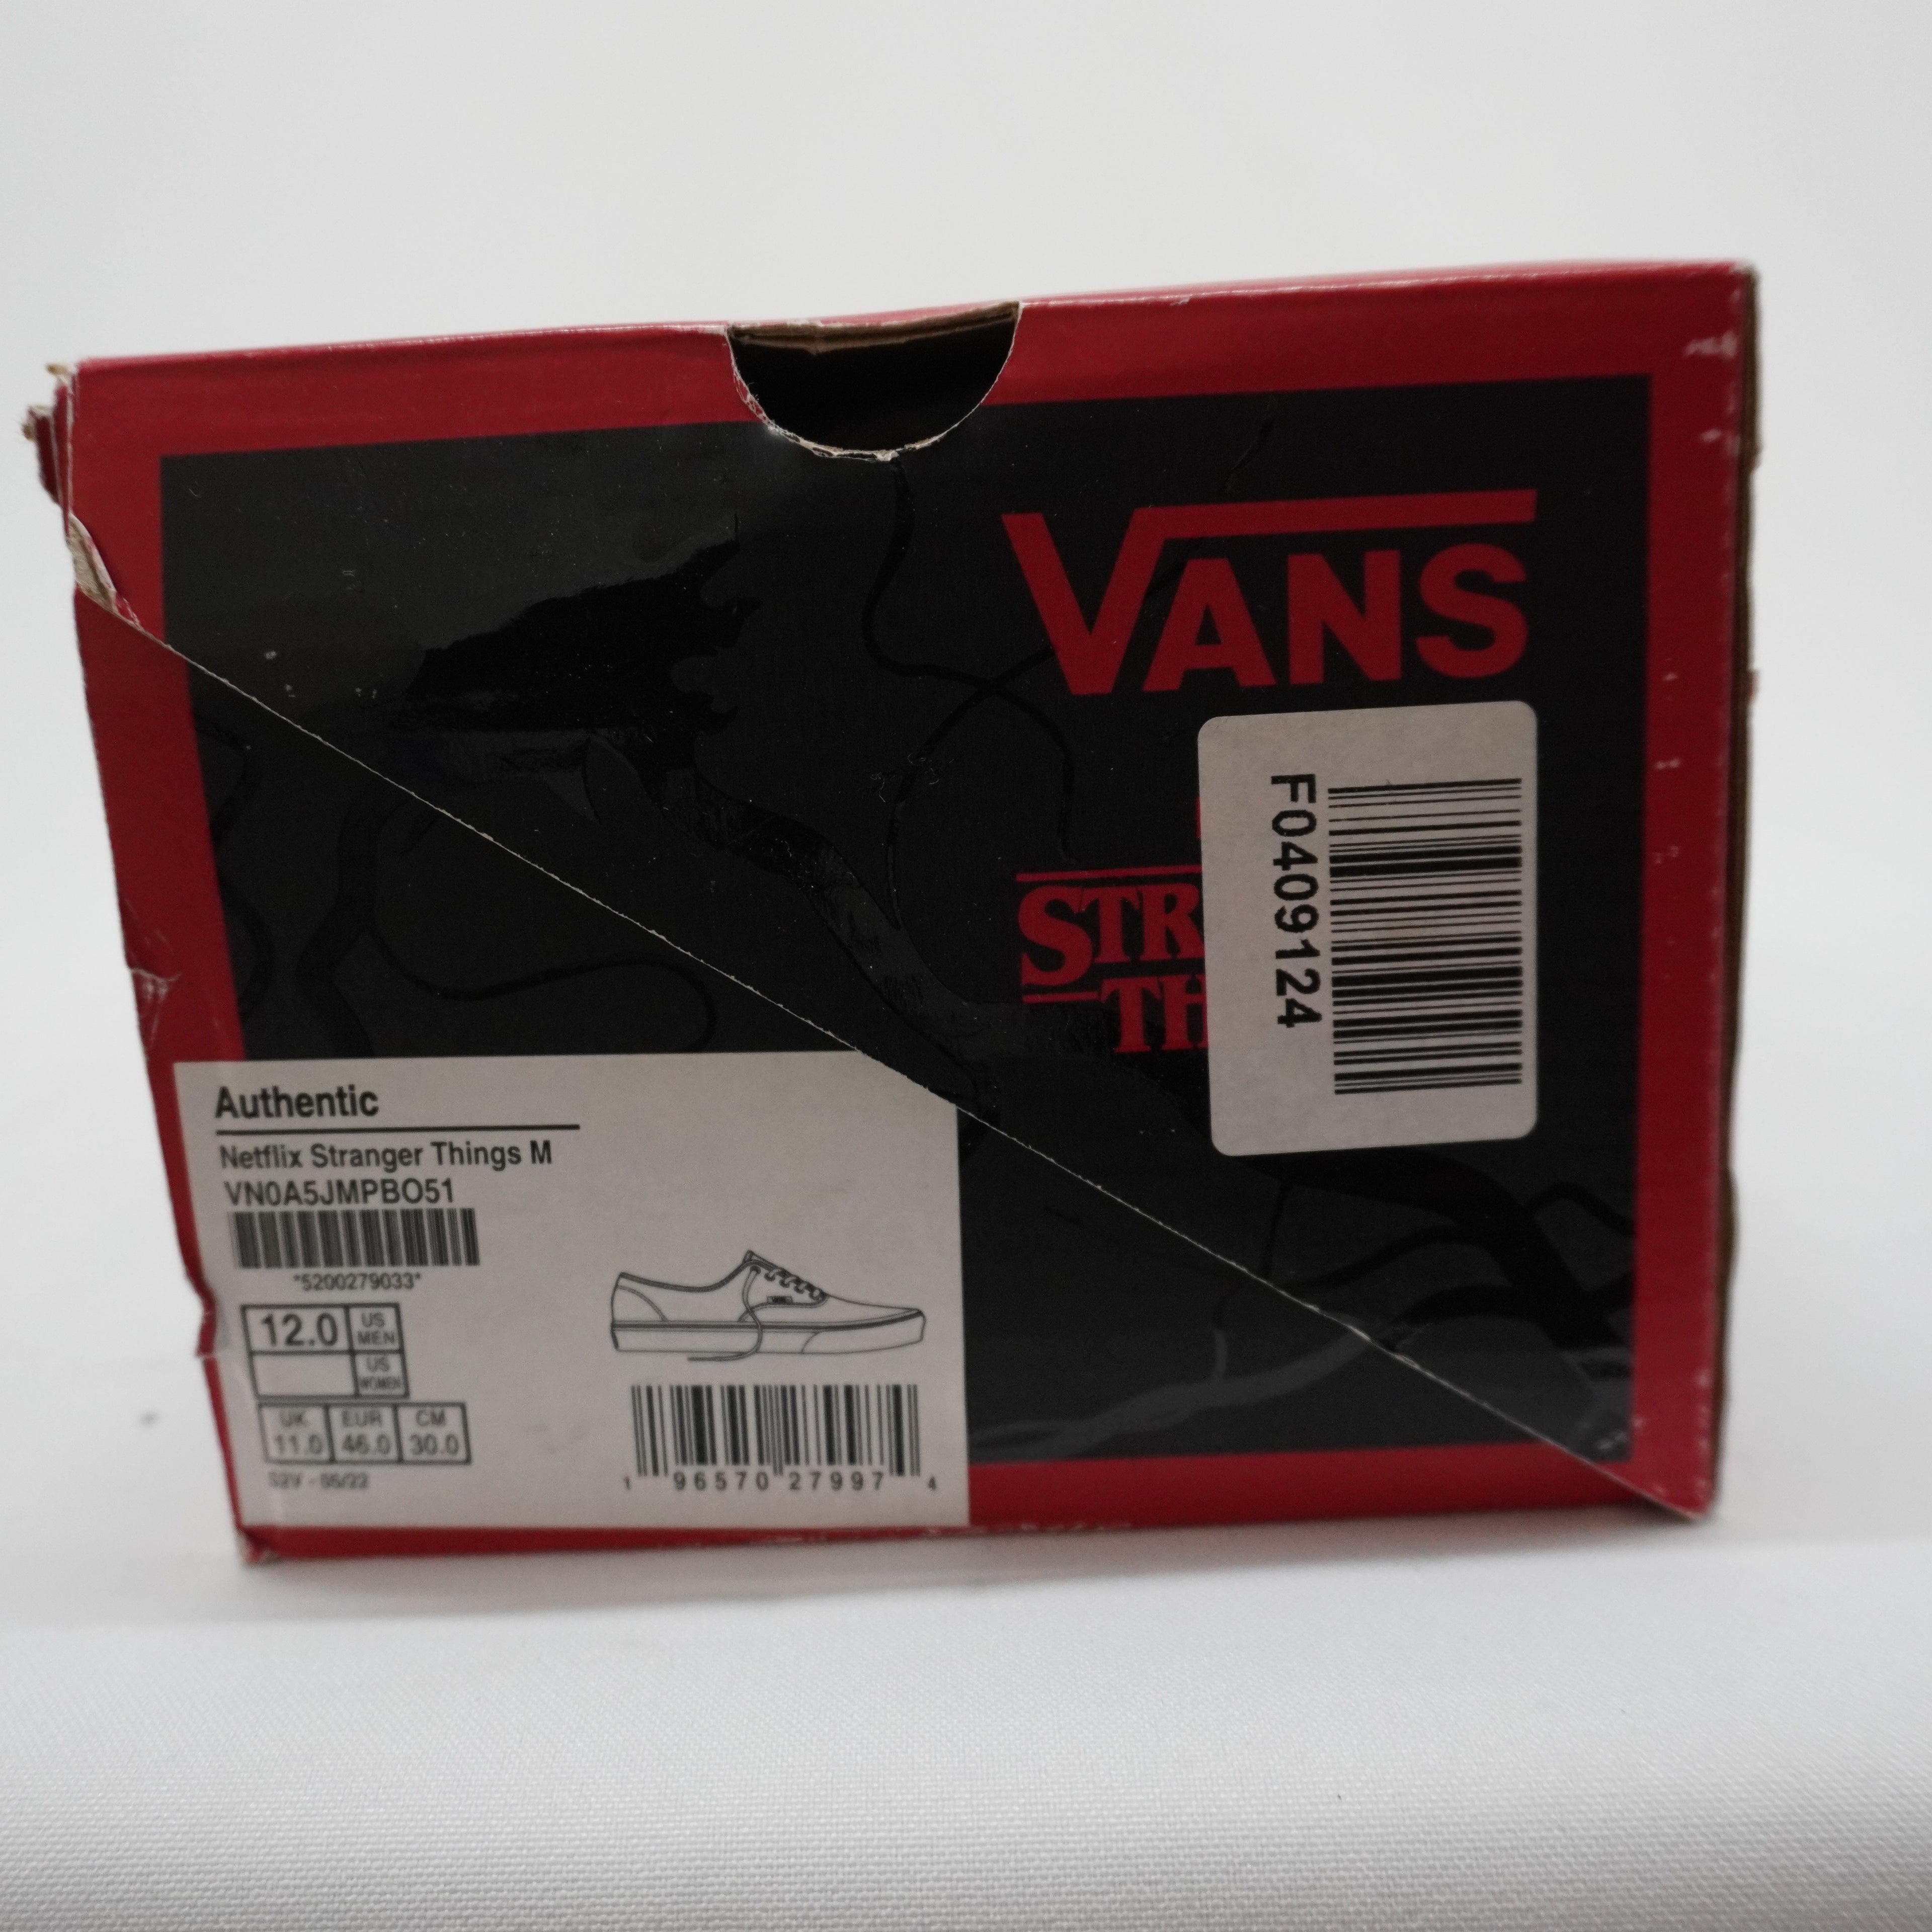 VANS
STR
TH
F0409124
Authentic
Netflix Stranger Things M
VN0A5JMPBO51
*5200279033*
12.0 US MEN
US WOMEN
UK EUR CM
11.0 46.0 30.0
1 96570 27997 4